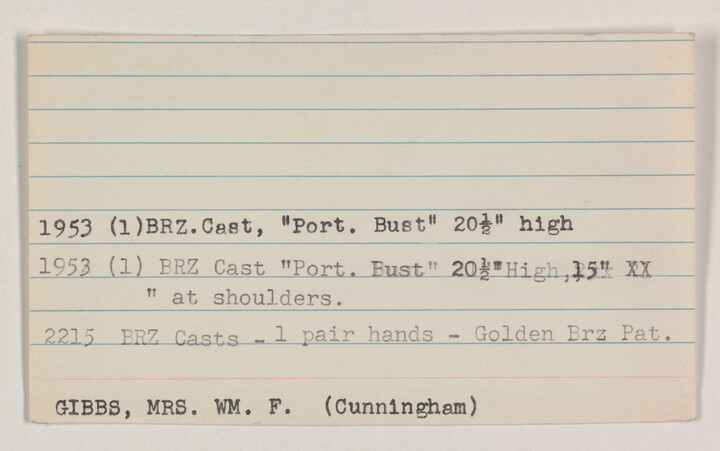 1953 (1)BRZ.Cast, "Port. Bust" 20½" high
1953 (1) BRZ Cast "Port. Bust" 20½" High, 15" XX
" at shoulders.
2215 BRZ Casts - 1 pair hands - Golden Brz Pat.
GIBBS, MRS. WM. F. (Cunningham)